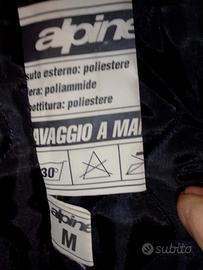 alpine
suto esterno: poliestere
era: poliammide
ottitura: poliestere
AVAGGIO A MA
30°
alpine
M
subito